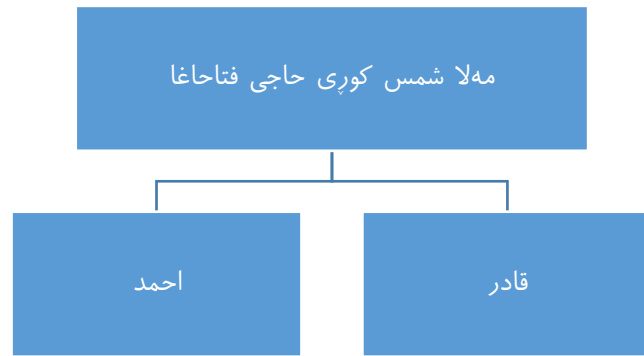 مەلا شمس کوڕی حاجی فتاحاغا
قادر
احمد